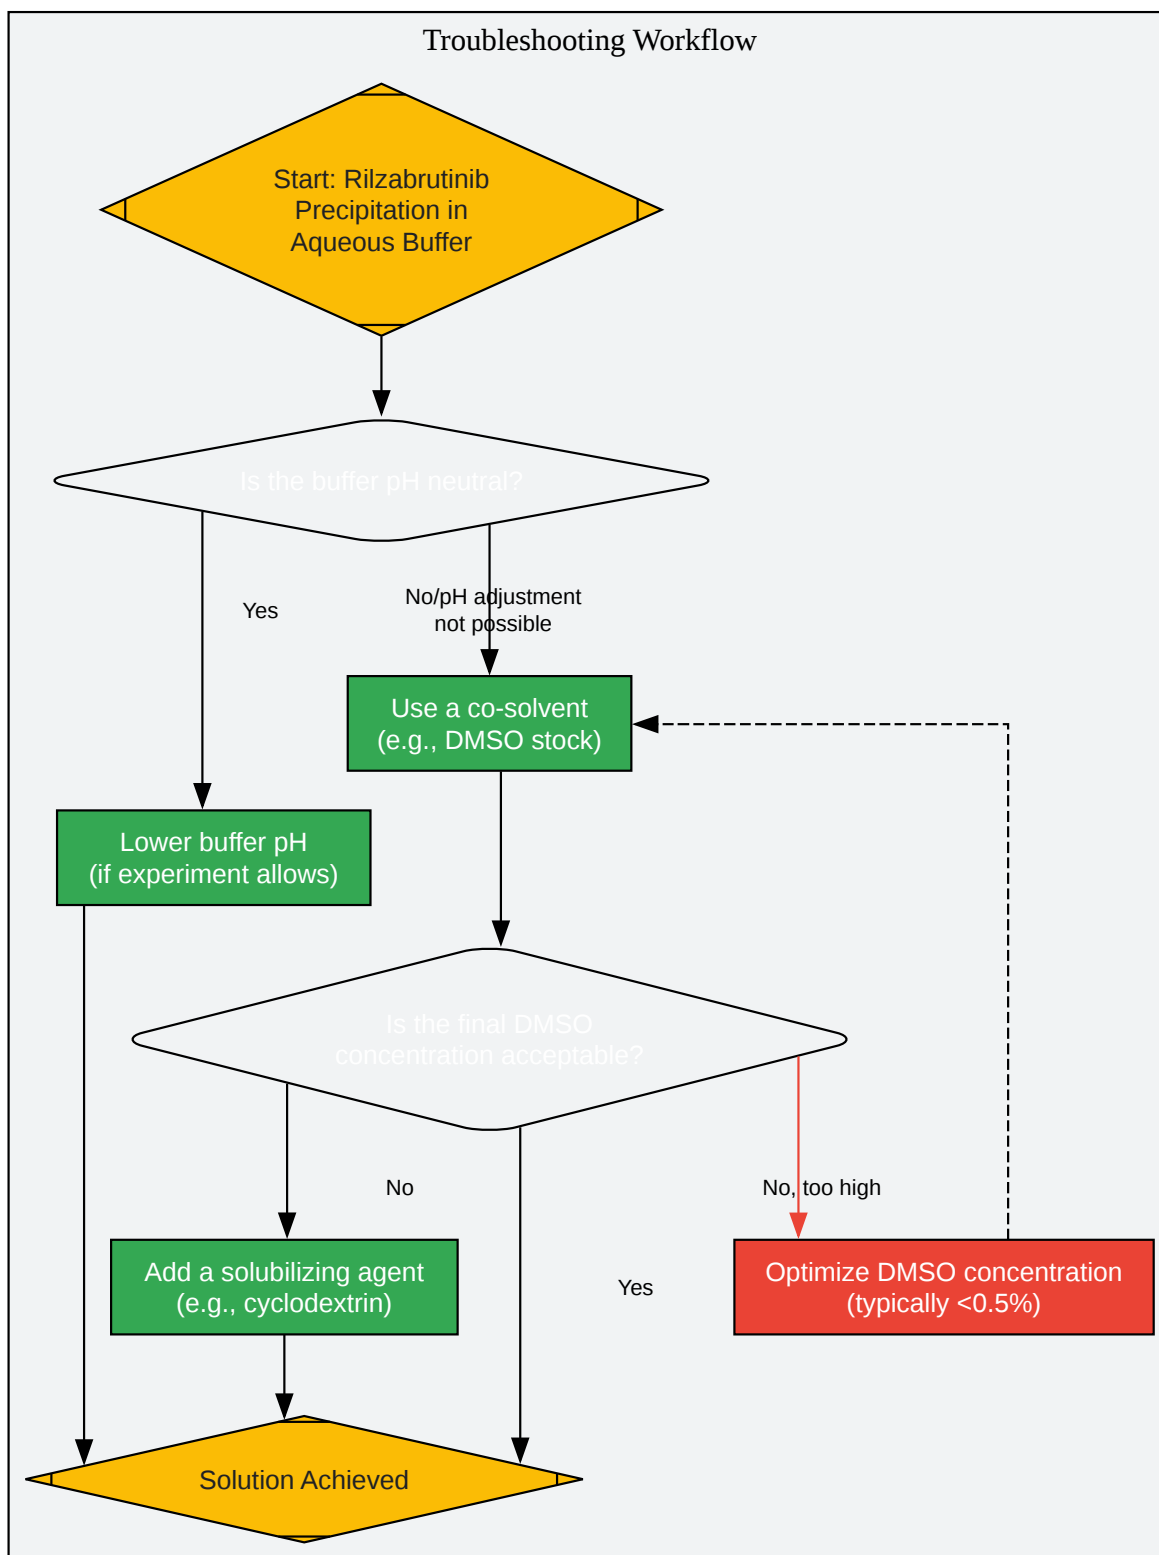 Troubleshooting Workflow
Start: Rilzabrutinib
Precipitation in
Aqueous Buffer
Is the buffer pH neutral?
Yes
No/pH adjustment
not possible
Use a co-solvent
(e.g., DMSO stock)
Lower buffer pH
(if experiment allows)
Is the final DMSO
concentration acceptable?
No
No, too high
Add a solubilizing agent
(e.g., cyclodextrin)
Yes
Optimize DMSO concentration
(typically <0.5%)
Solution Achieved